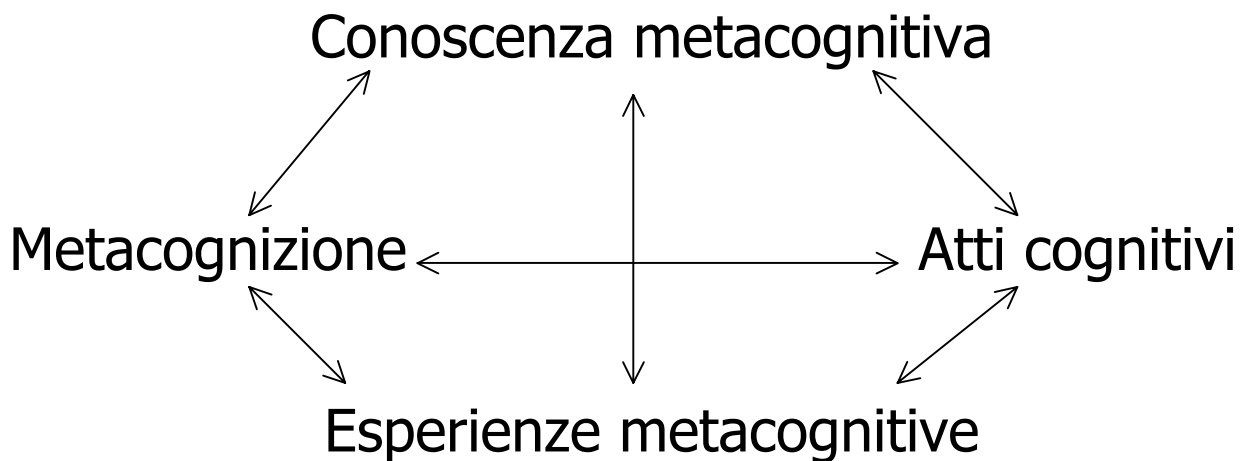 Conoscenza metacognitiva
Metacognizione
Atti cognitivi
Esperienze metacognitive